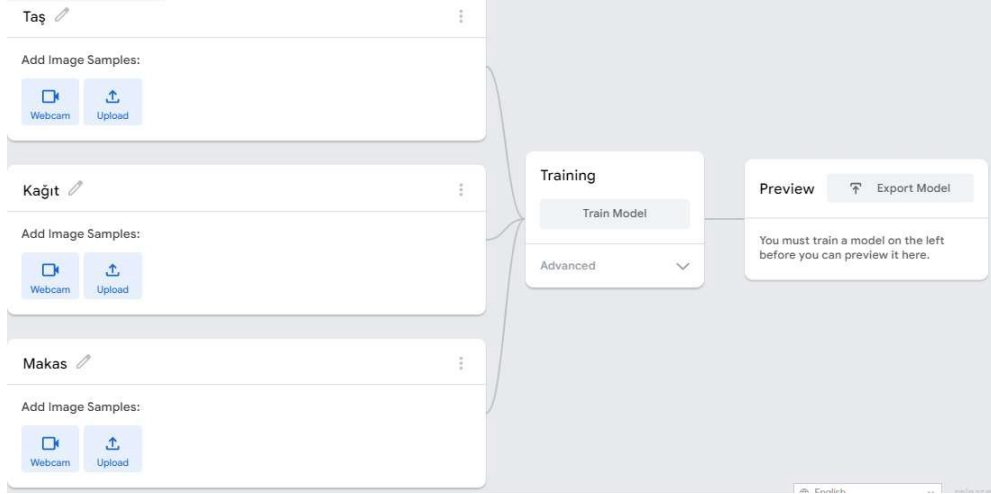 Taş
Add Image Samples:
Webcam
Upload
Kağıt
Add Image Samples:
Webcam
Upload
Makas
Add Image Samples:
Webcam
Upload
Training
Train Model
Advanced
Preview
Export Model
You must train a model on the left
before you can preview it here.
English
release